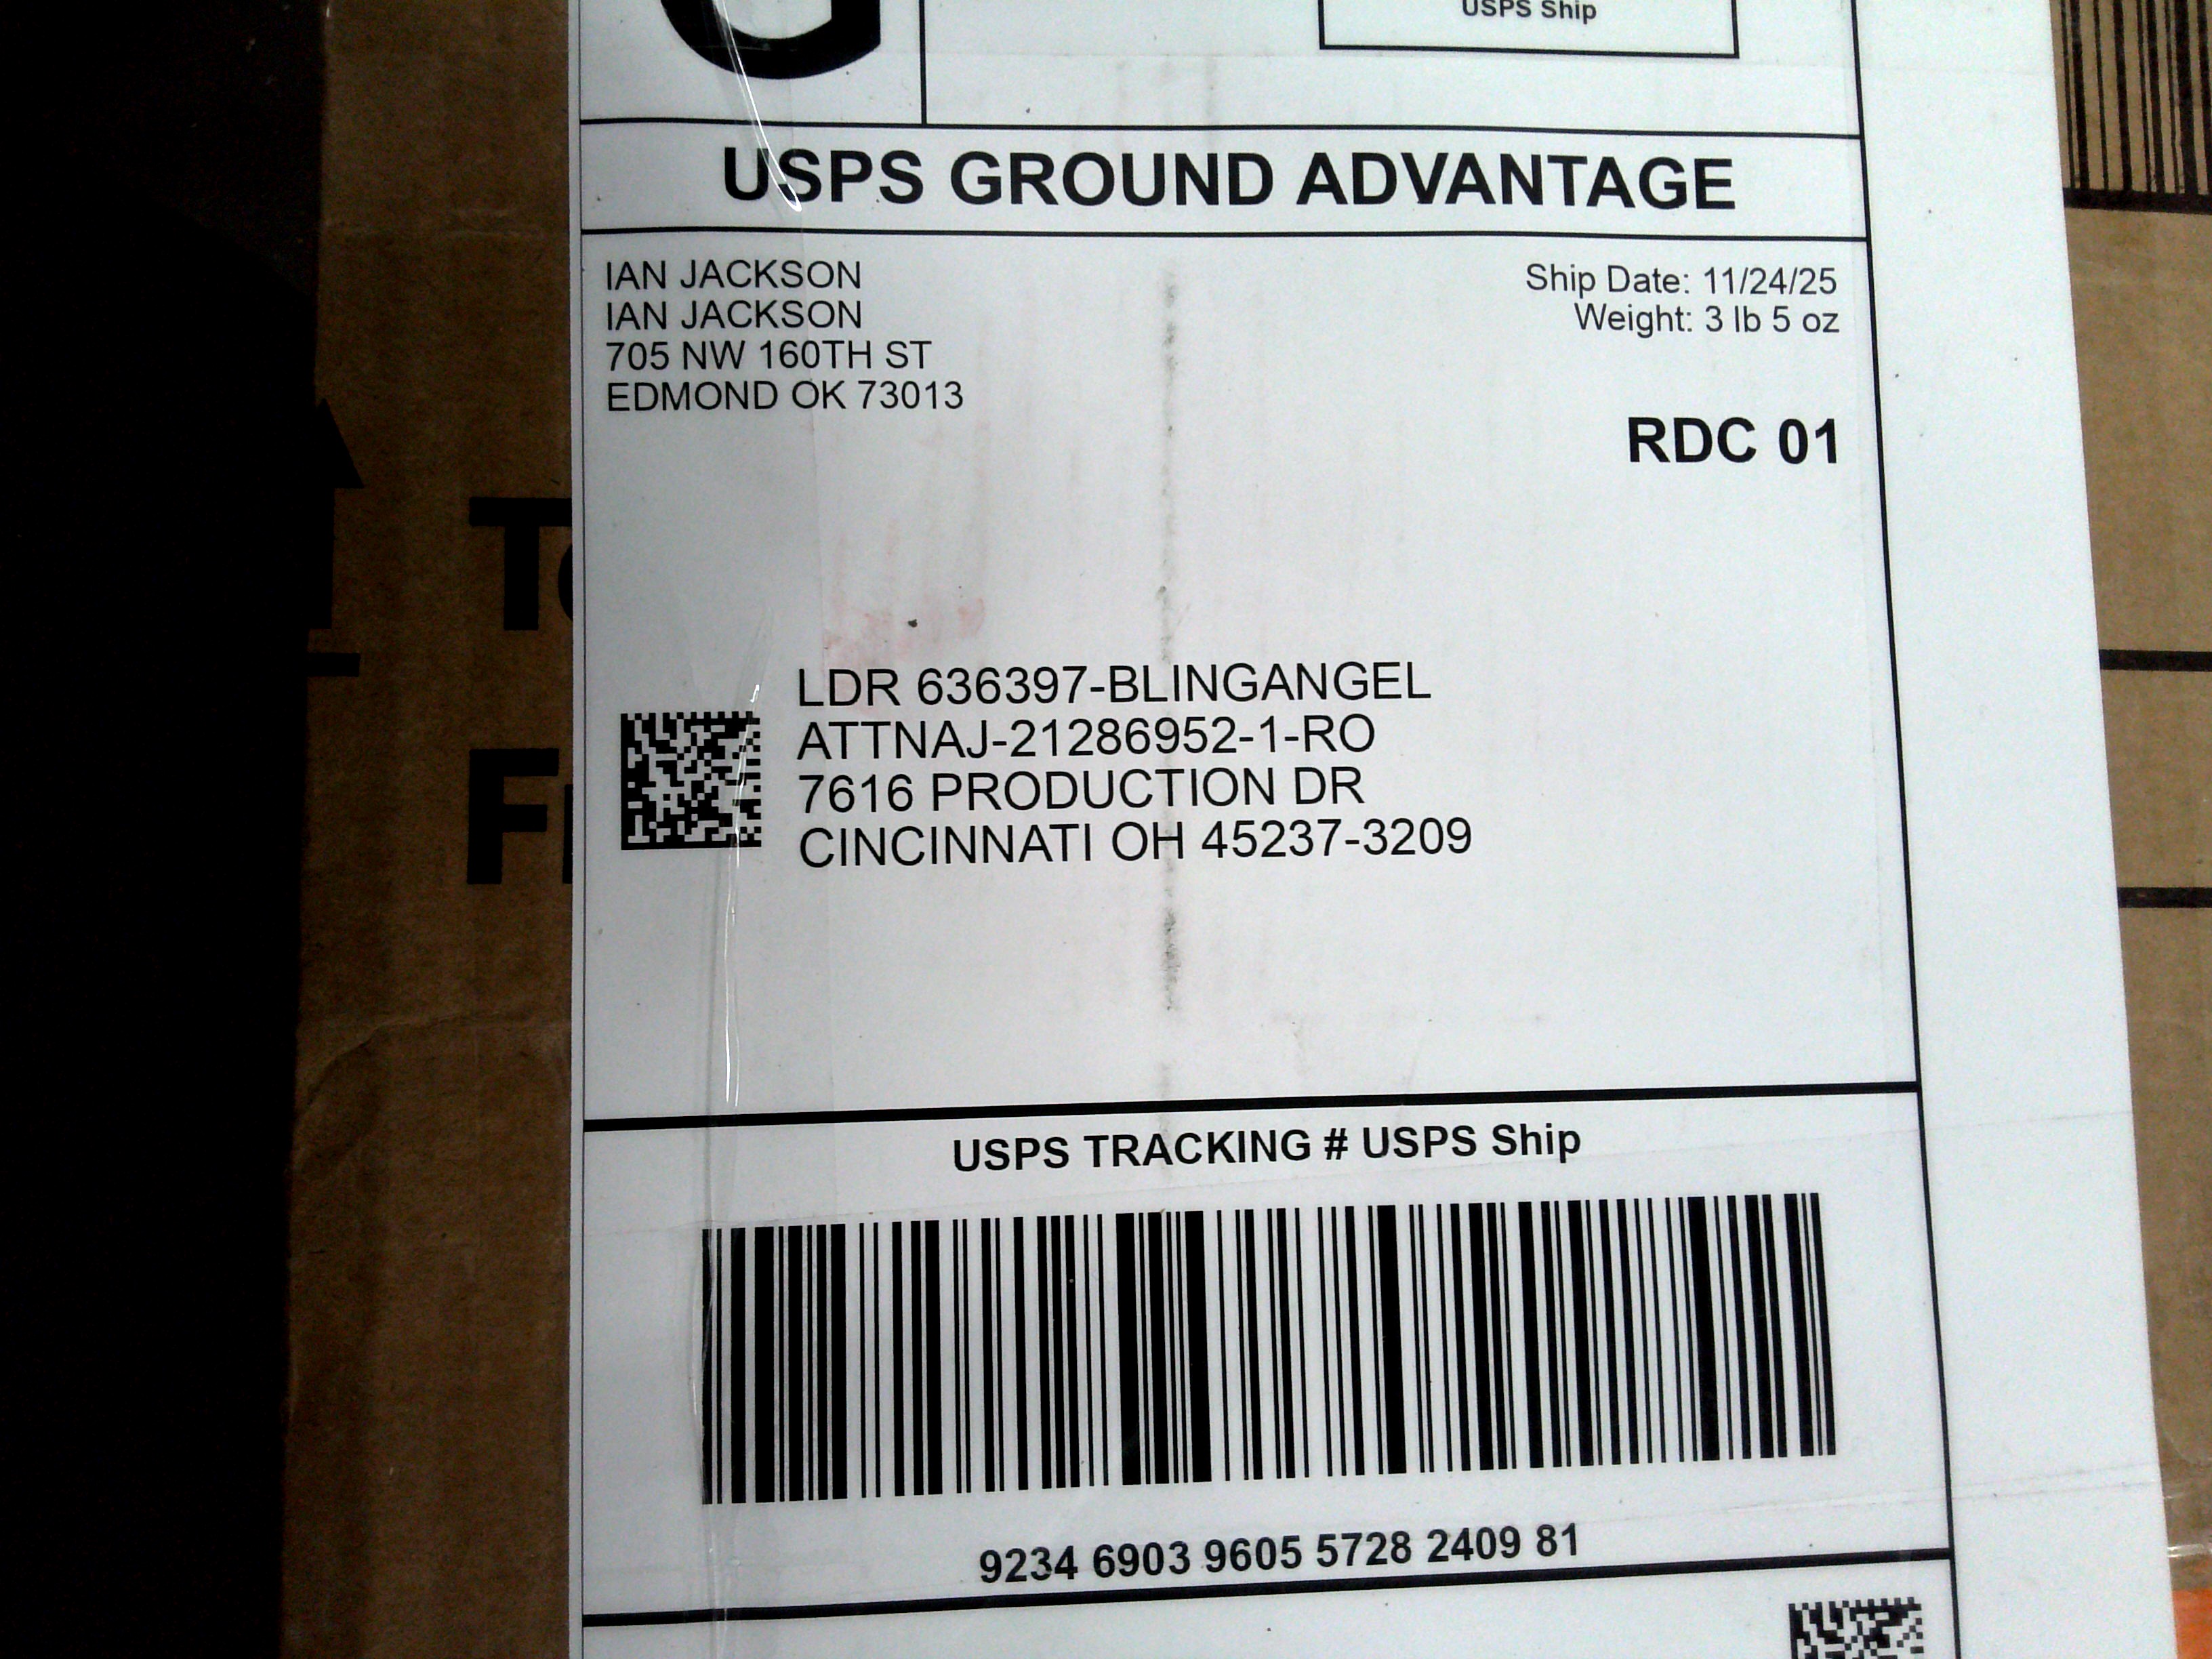 G
USPS Ship
USPS GROUND ADVANTAGE
IAN JACKSON
IAN JACKSON
705 NW 160TH ST
EDMOND OK 73013
Ship Date: 11/24/25
Weight: 3 lb 5 oz
RDC 01
LDR 636397-BLINGANGEL
ATTNAJ-21286952-1-RO
7616 PRODUCTION DR
CINCINNATI OH 45237-3209
USPS TRACKING # USPS Ship
9234 6903 9605 5728 2409 81